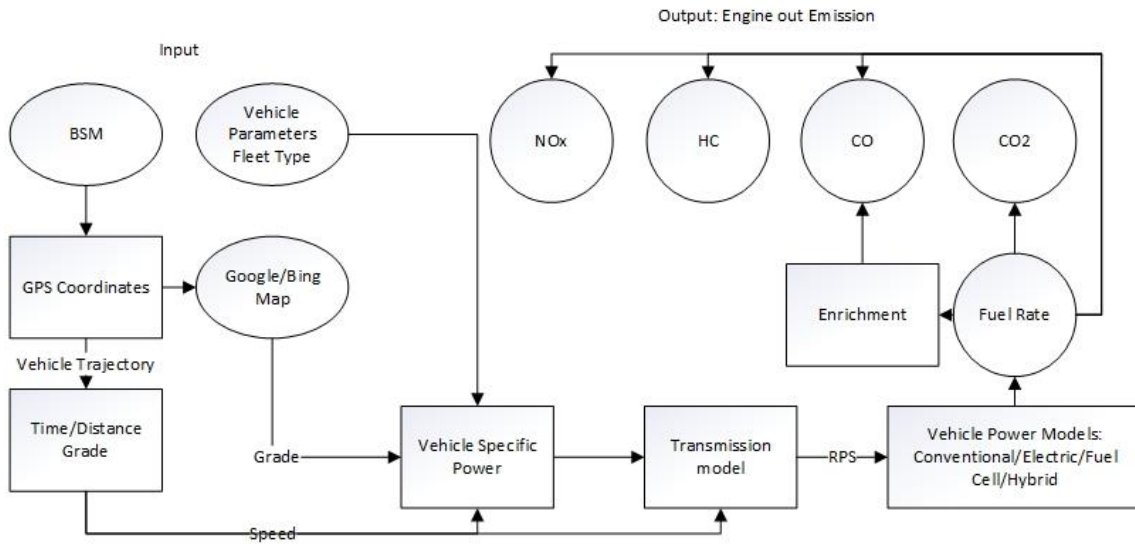 Output: Engine out Emission
Input
BSM
Vehicle
Parameters
Fleet Type
NOx
HC
CO
CO2
GPS Coordinates
Google/Bing
Map
Enrichment
Fuel Rate
Vehicle Trajectory
Time/Distance
Grade
Grade
Vehicle Specific
Power
Transmission
model
RPS
Vehicle Power Models:
Conventional/Electric/Fuel
Cell/Hybrid
Speed